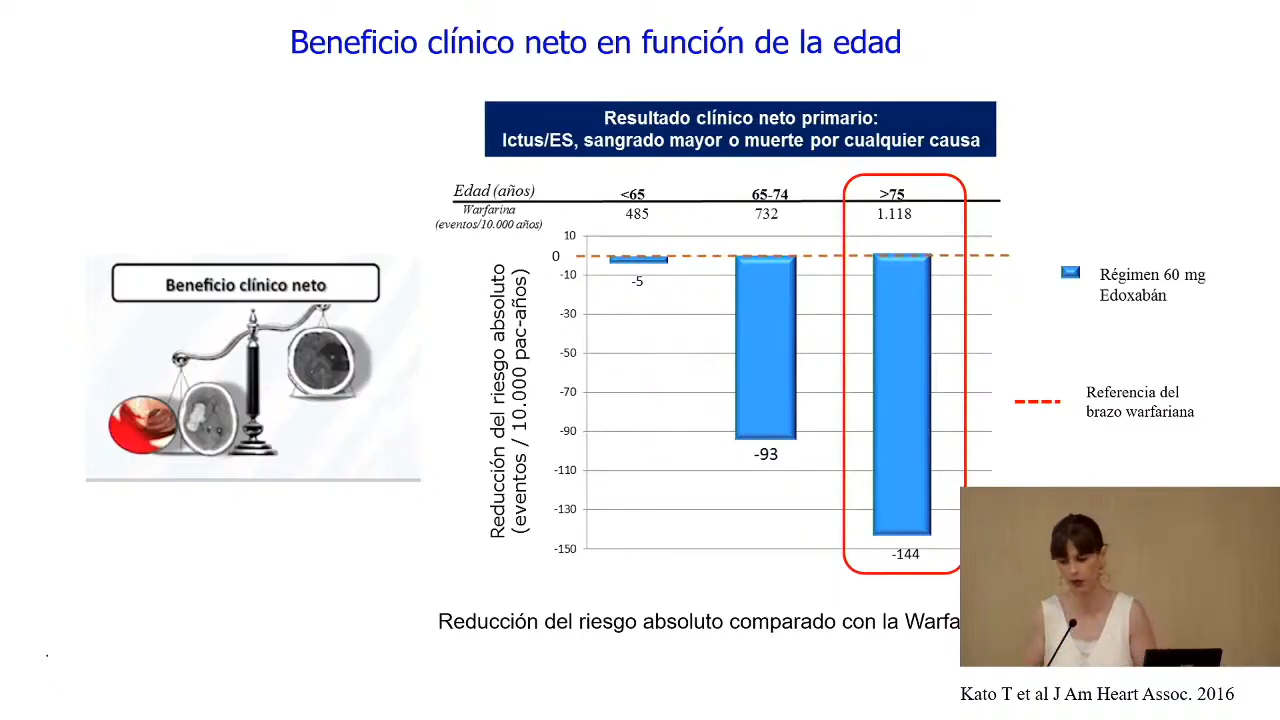 Beneficio clínico neto en función de la edad
Resultado clínico neto primario:
Ictus/ES, sangrado mayor o muerte por cualquier causa
Edad (años) <65 65-74 >75
Warfarina
(eventos/10.000 años) 485 732 1.118
10
0
-10
-30
-50
-70
-90
-110
-130
-150
Reducción del riesgo absoluto
(eventos / 10.000 pac-años)
-5
-93
-144
Beneficio clínico neto
Régimen 60 mg
Edoxabán
Referencia del
brazo warfariana
Reducción del riesgo absoluto comparado con la Warfa
Kato T et al J Am Heart Assoc. 2016